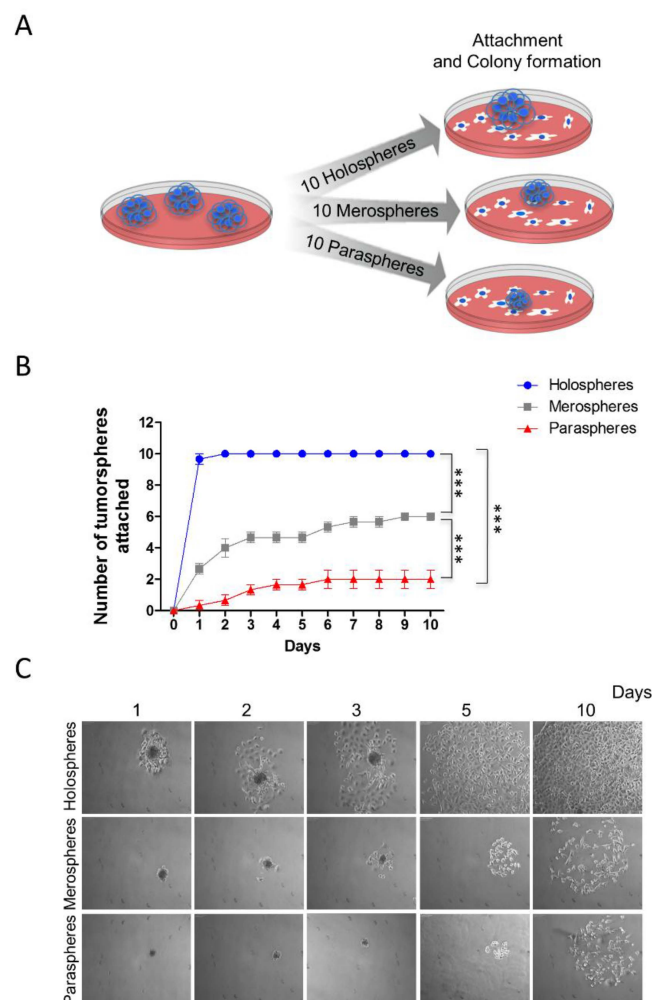 A
Attachment
and Colony formation
10 Holospheres
10 Merospheres
10 Paraspheres
B
Holospheres
Merospheres
Paraspheres
Number of tumorspheres
attached
12
10
8
6
4
2
0
0 1 2 3 4 5 6 7 8 9 10
Days
***
***
***
C
Days
1 2 3 5 10
Holospheres
Merospheres
Paraspheres